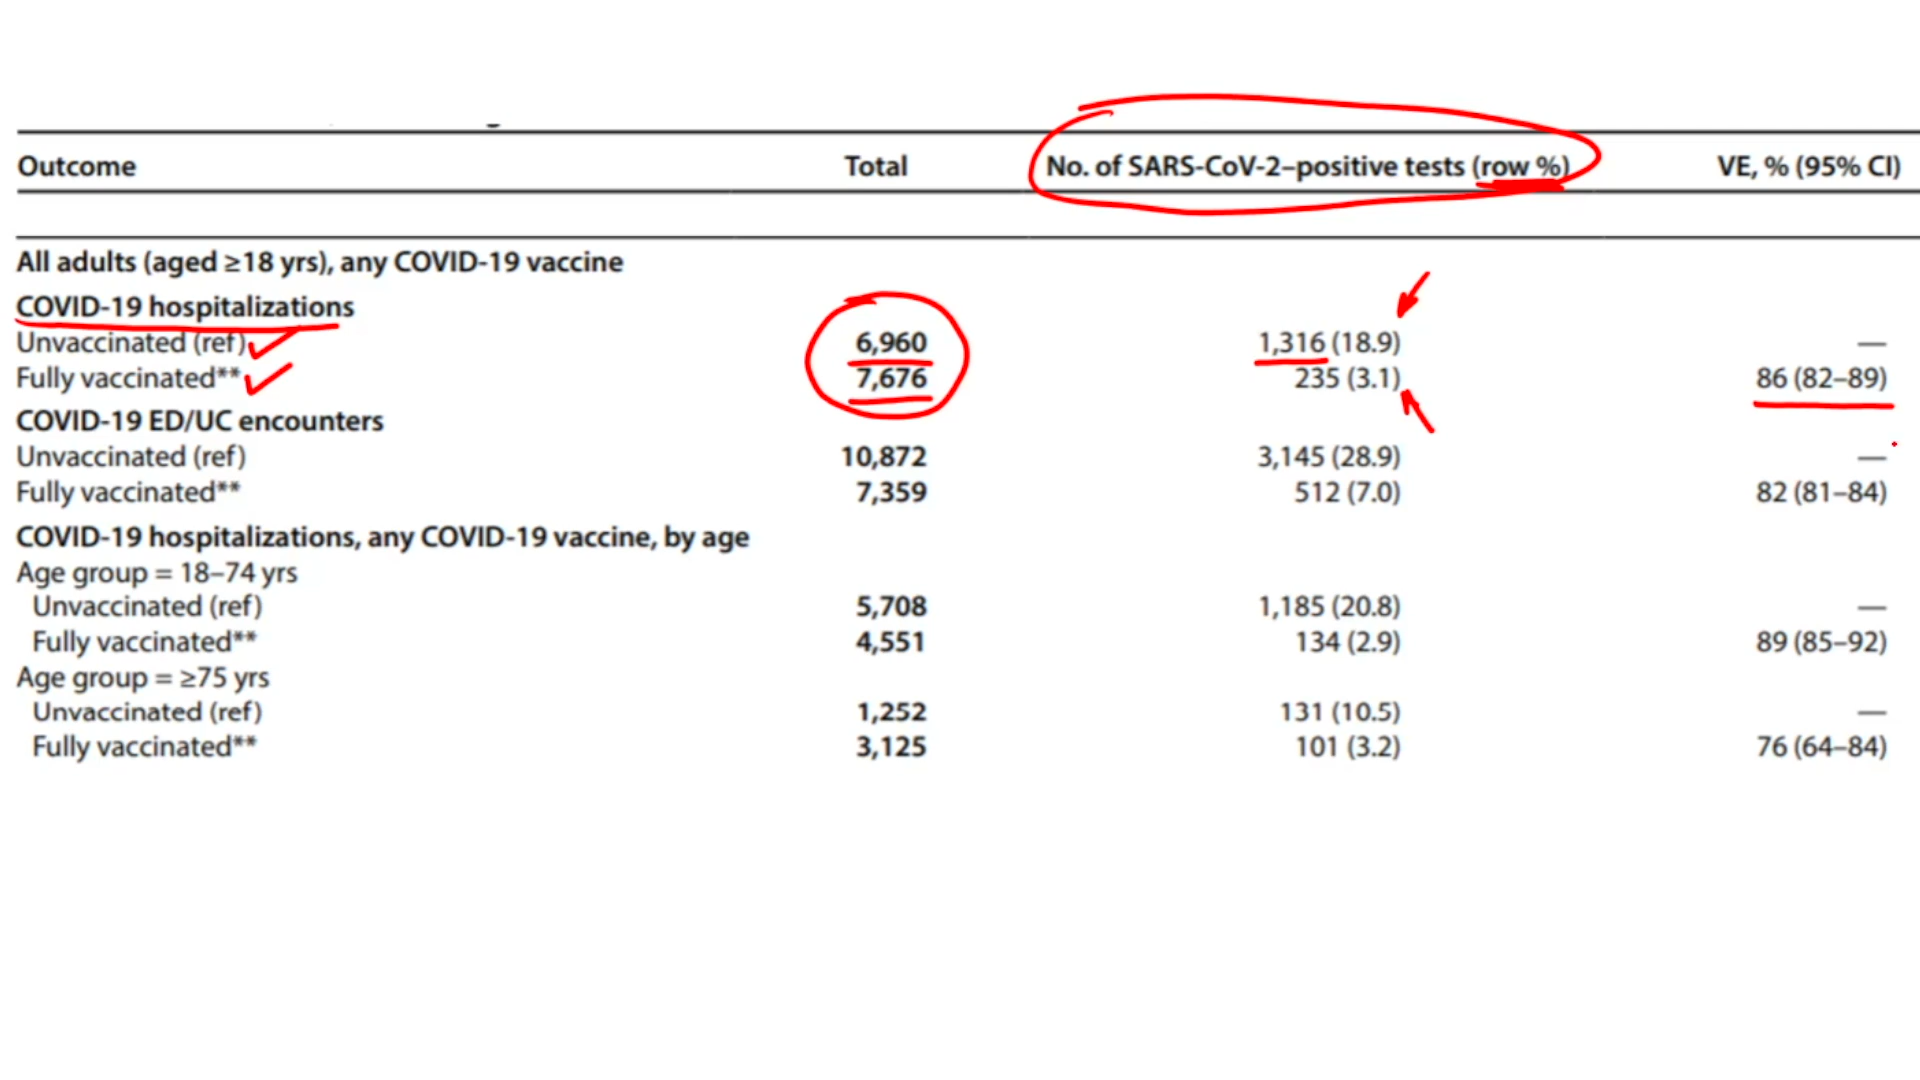 Outcome Total No. of SARS-CoV-2–positive tests (row %) VE, % (95% CI)
All adults (aged ≥18 yrs), any COVID-19 vaccine
COVID-19 hospitalizations
Unvaccinated (ref) 6,960 1,316 (18.9) —
Fully vaccinated** 7,676 235 (3.1) 86 (82–89)
COVID-19 ED/UC encounters
Unvaccinated (ref) 10,872 3,145 (28.9) —
Fully vaccinated** 7,359 512 (7.0) 82 (81–84)
COVID-19 hospitalizations, any COVID-19 vaccine, by age
Age group = 18–74 yrs
Unvaccinated (ref) 5,708 1,185 (20.8) —
Fully vaccinated** 4,551 134 (2.9) 89 (85–92)
Age group = ≥75 yrs
Unvaccinated (ref) 1,252 131 (10.5) —
Fully vaccinated** 3,125 101 (3.2) 76 (64–84)